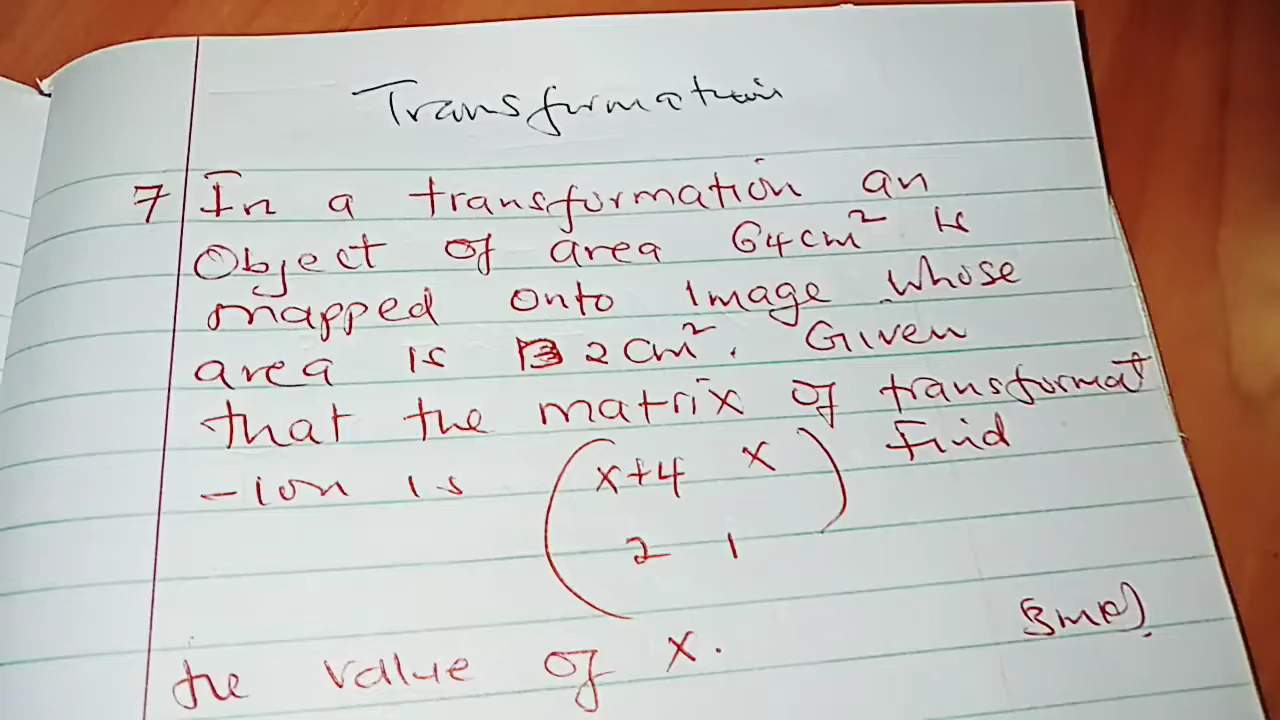 Transformation
7 In a transformation an
Object of area 64cm² is
mapped onto image whose
area is 32cm². Given
that the matrix of transformat
-ion is (x+4 x) find
2 1
3mk)
the value of x.